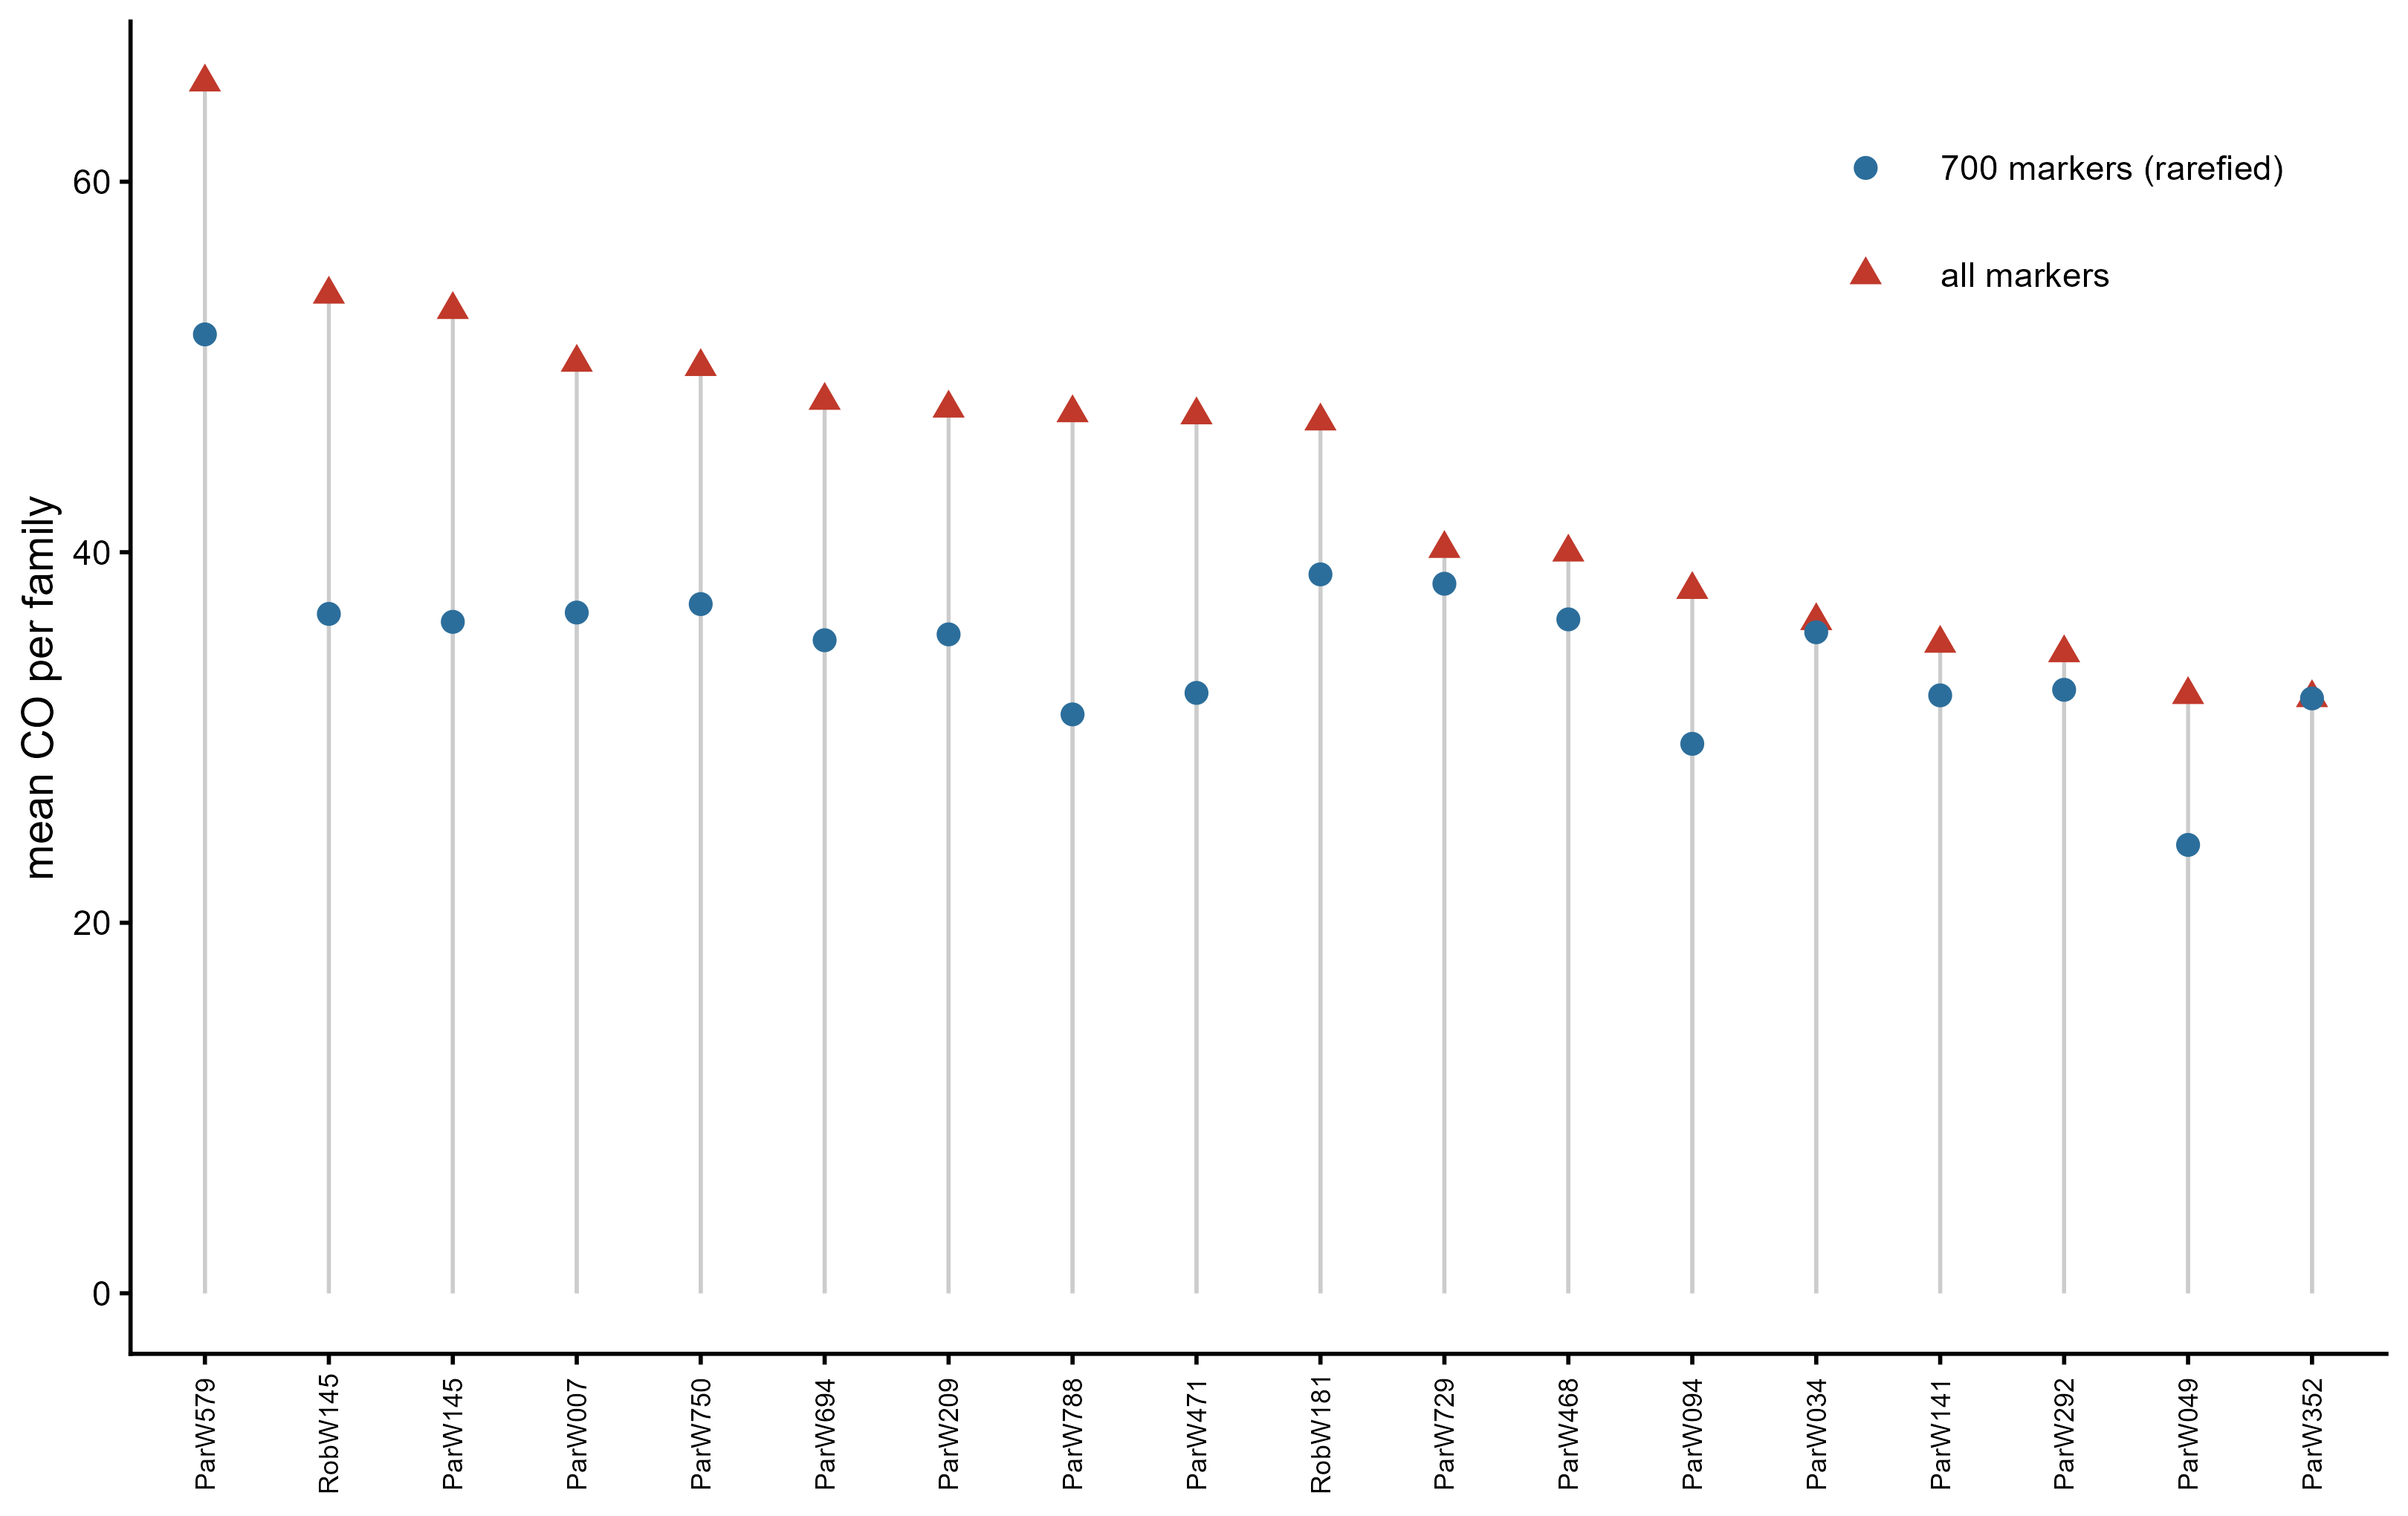 mean CO per family
60
40
20
0
700 markers (rarefied)
all markers
ParW579
RobW145
ParW145
ParW007
ParW750
ParW694
ParW209
ParW788
ParW471
RobW181
ParW729
ParW468
ParW094
ParW034
ParW141
ParW292
ParW049
ParW352